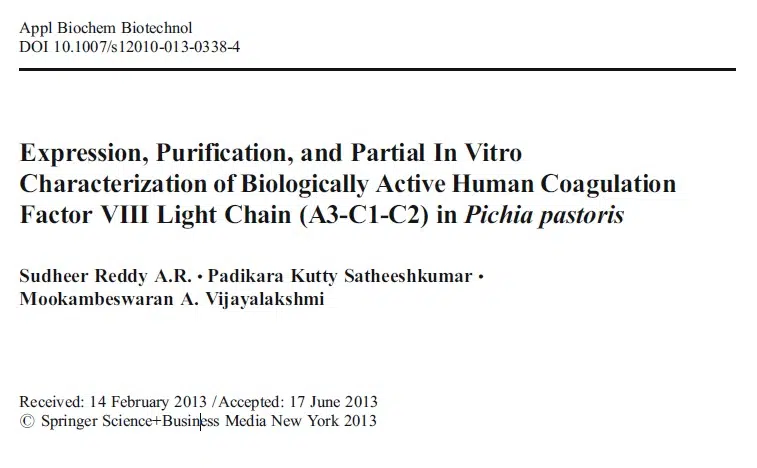 Appl Biochem Biotechnol
DOI 10.1007/s12010-013-0338-4
Expression, Purification, and Partial In Vitro
Characterization of Biologically Active Human Coagulation
Factor VIII Light Chain (A3-C1-C2) in Pichia pastoris
Sudheer Reddy A.R. • Padikara Kutty Satheeshkumar •
Mookambeswaran A. Vijayalakshmi
Received: 14 February 2013 / Accepted: 17 June 2013
© Springer Science+Business Media New York 2013